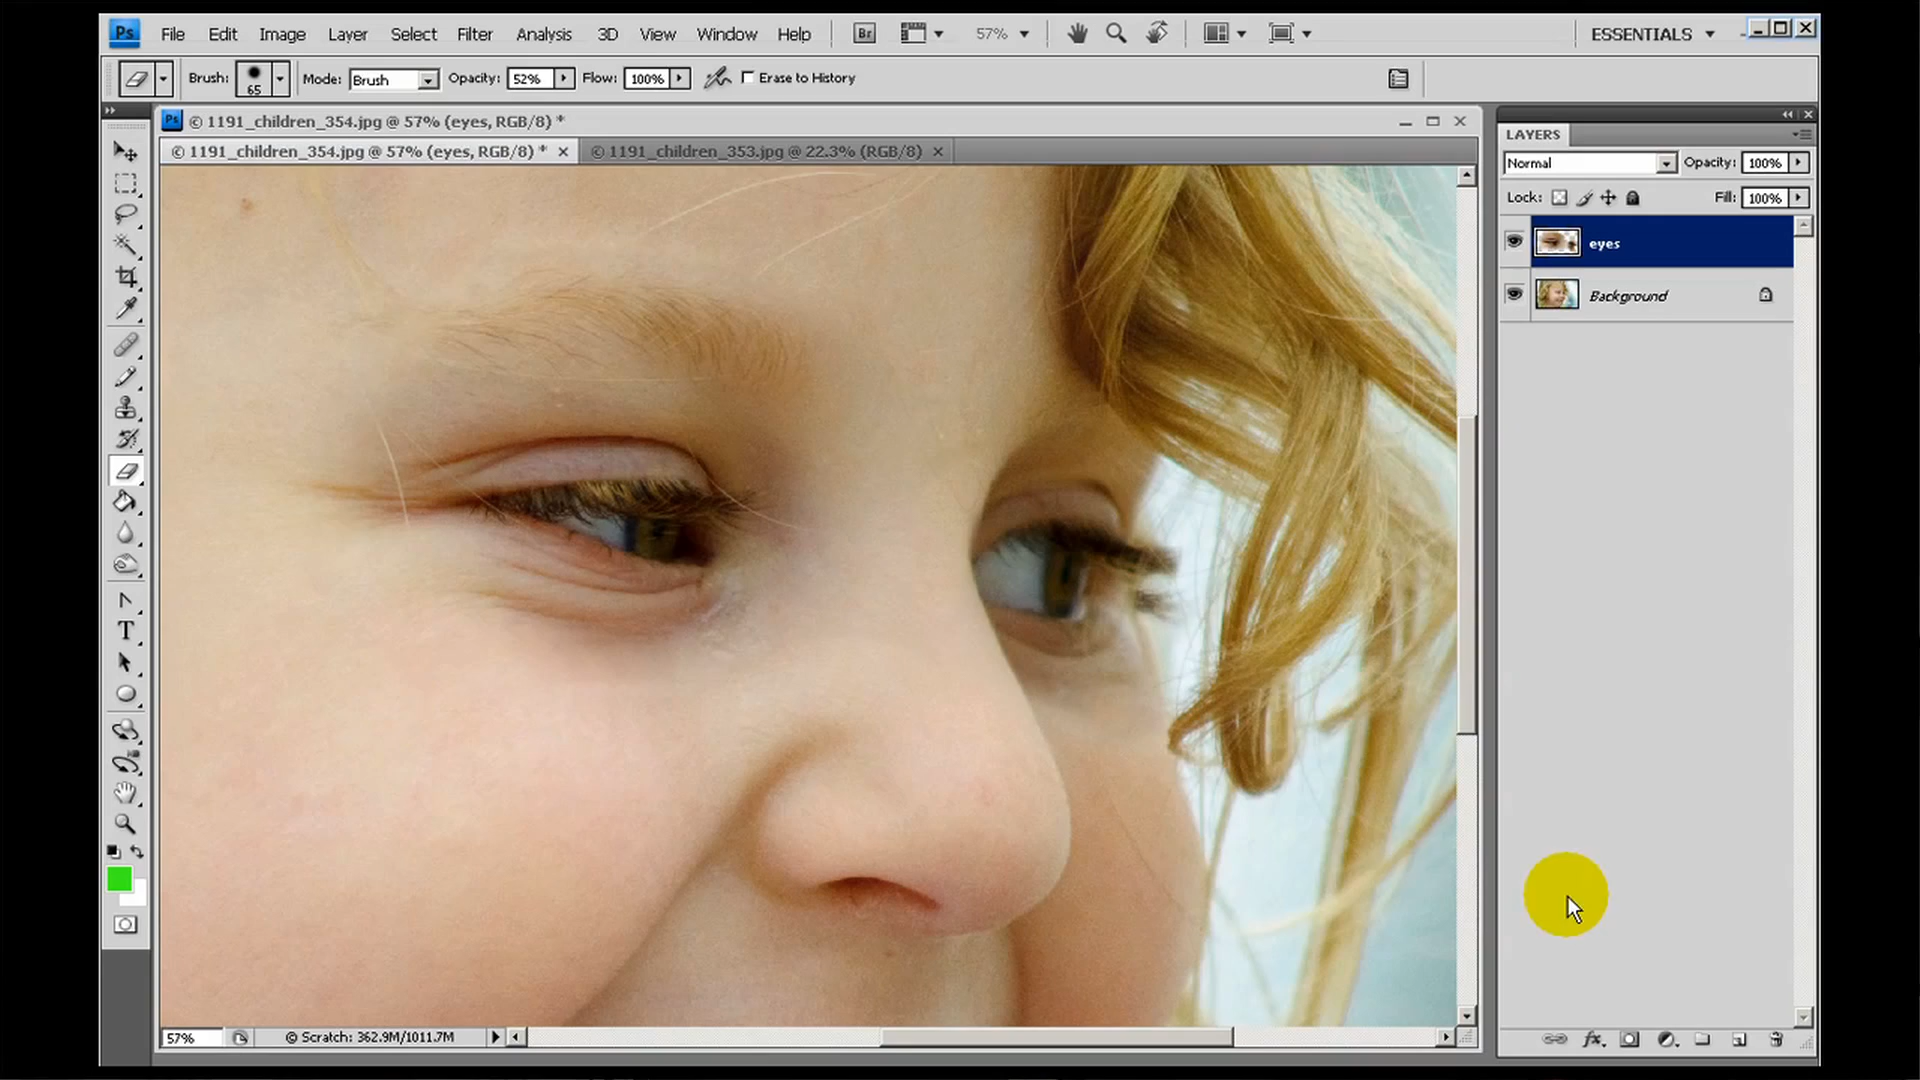 Ps File Edit Image Layer Select Filter Analysis 3D View Window Help Br 57% ESSENTIALS
Brush: 65 Mode: Brush Opacity: 52% Flow: 100% Erase to History
Ps © 1191_children_354.jpg @ 57% (eyes, RGB/8) *
© 1191_children_354.jpg @ 57% (eyes, RGB/8) * © 1191_children_353.jpg @ 22.3% (RGB/8)
LAYERS
Normal Opacity: 100%
Lock: Fill: 100%
eyes
Background
T
57% © Scratch: 362.9M/1011.7M
fx